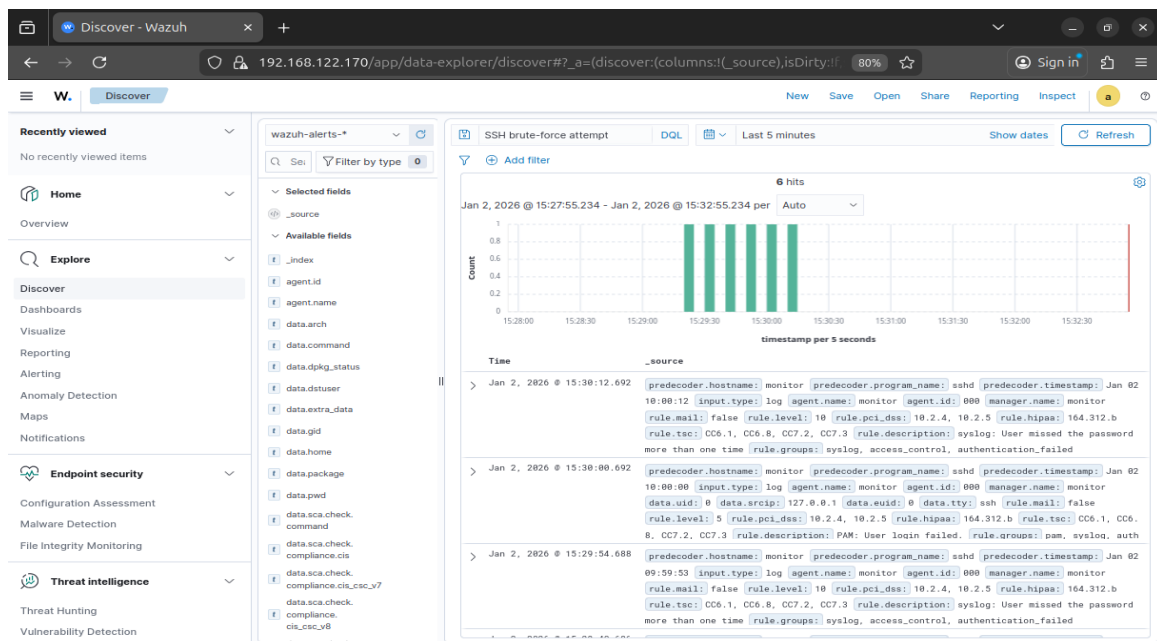 Discover - Wazuh
192.168.122.170/app/data-explorer/discover#?_a=(discover:(columns:!(_source),isDirty:!f, 80% Sign in
W. Discover New Save Open Share Reporting Inspect a
Recently viewed
No recently viewed items
Home
Overview
Explore
Discover
Dashboards
Visualize
Reporting
Alerting
Anomaly Detection
Maps
Notifications
Endpoint security
Configuration Assessment
Malware Detection
File Integrity Monitoring
Threat intelligence
Threat Hunting
Vulnerability Detection
wazuh-alerts-*
Filter by type 0
Selected fields
_source
Available fields
t _index
t agent.id
t agent.name
t data.arch
t data.command
t data.dpkg_status
t data.dstuser
t data.extra_data
t data.gid
t data.home
t data.package
t data.pwd
t data.sca.check.
command
t data.sca.check.
compliance.cis
t data.sca.check.
compliance.cis_csc_v7
t data.sca.check.
compliance.
cis_csc_v8
SSH brute-force attempt DQL Last 5 minutes Show dates Refresh
Add filter
6 hits
Jan 2, 2026 @ 15:27:55.234 - Jan 2, 2026 @ 15:32:55.234 per Auto
Count
1
0.8
0.6
0.4
0.2
0
15:28:00 15:28:30 15:29:00 15:29:30 15:30:00 15:30:30 15:31:00 15:31:30 15:32:00 15:32:30
timestamp per 5 seconds
Time _source
Jan 2, 2026 @ 15:30:12.692 predecoder.hostname: monitor predecoder.program_name: sshd predecoder.timestamp: Jan 02
10:00:12 input.type: log agent.name: monitor agent.id: 000 manager.name: monitor
rule.mail: false rule.level: 10 rule.pci_dss: 10.2.4, 10.2.5 rule.hipaa: 164.312.b
rule.tsc: CC6.1, CC6.8, CC7.2, CC7.3 rule.description: syslog: User missed the password
more than one time rule.groups: syslog, access_control, authentication_failed
Jan 2, 2026 @ 15:30:00.692 predecoder.hostname: monitor predecoder.program_name: sshd predecoder.timestamp: Jan 02
10:00:00 input.type: log agent.name: monitor agent.id: 000 manager.name: monitor
data.uid: 0 data.srcip: 127.0.0.1 data.euid: 0 data.tty: ssh rule.mail: false
rule.level: 5 rule.pci_dss: 10.2.4, 10.2.5 rule.hipaa: 164.312.b rule.tsc: CC6.1, CC6.
8, CC7.2, CC7.3 rule.description: PAM: User login failed. rule.groups: pam, syslog, auth
Jan 2, 2026 @ 15:29:54.688 predecoder.hostname: monitor predecoder.program_name: sshd predecoder.timestamp: Jan 02
09:59:53 input.type: log agent.name: monitor agent.id: 000 manager.name: monitor
rule.mail: false rule.level: 10 rule.pci_dss: 10.2.4, 10.2.5 rule.hipaa: 164.312.b
rule.tsc: CC6.1, CC6.8, CC7.2, CC7.3 rule.description: syslog: User missed the password
more than one time rule.groups: syslog, access_control, authentication_failed